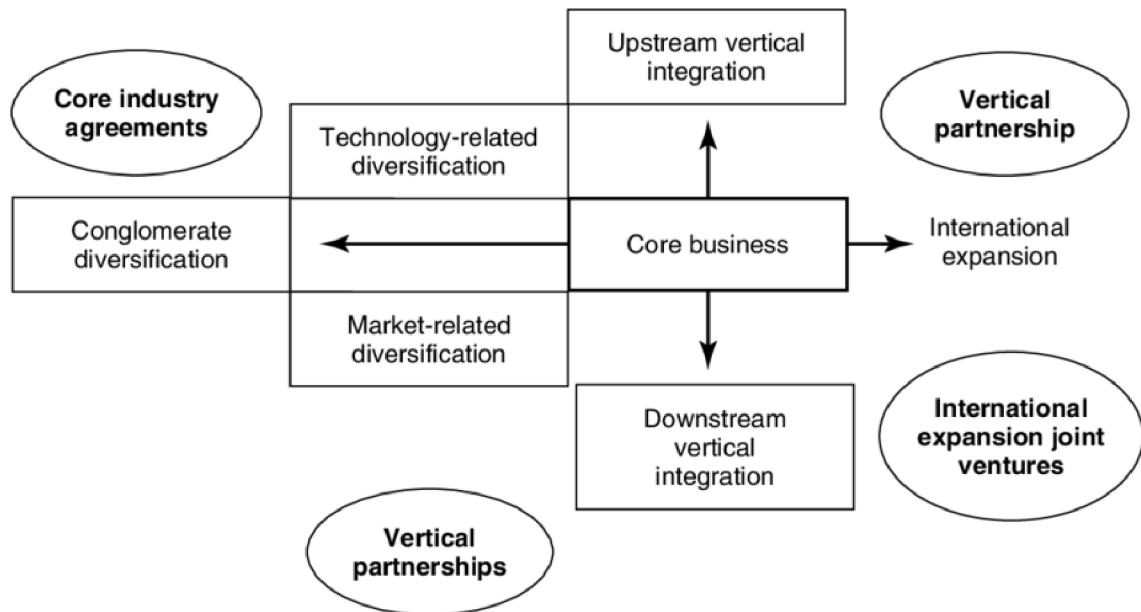 Upstream vertical
integration
Core industry
agreements
Vertical
partnership
Technology-related
diversification
Conglomerate
diversification
Core business
International
expansion
Market-related
diversification
Downstream
vertical
integration
International
expansion joint
ventures
Vertical
partnerships